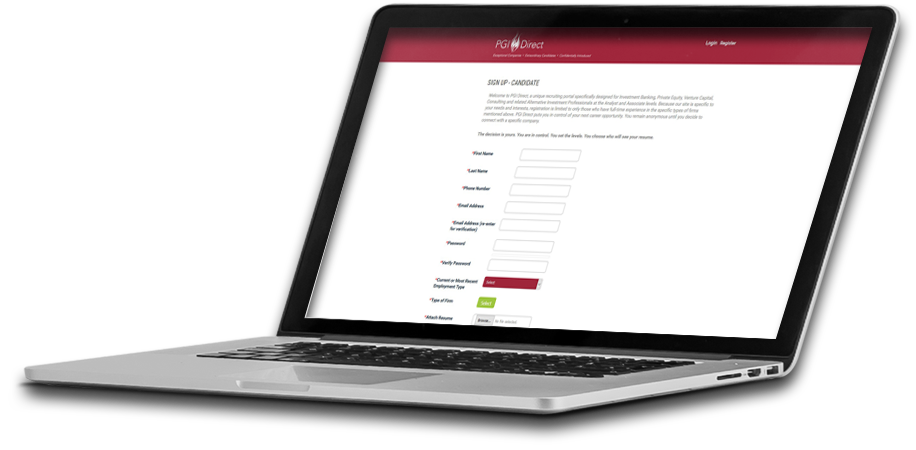 PGI Direct
Login Register
SIGN UP - CANDIDATE
Welcome to PGI Direct, a unique recruiting portal specifically designed for Investment Banking, Private Equity, Venture Capital,
Consulting and related Alternative Investment Professionals at the Analyst and Associate levels. Because our site is specific to
your needs and interests, registration is limited to only those who have full-time experience in the specific types of firms
mentioned above. PGI Direct puts you in control of your next career opportunity. You remain anonymous until you decide to
connect with a specific company.
The decision is yours. You are in control. You set the levels. You choose who will see your resume.
*First Name
*Last Name
*Phone Number
*Email Address
*Email Address (re-enter
for verification)
*Password
*Verify Password
*Current or Most Recent
Employment Type
Select
*Type of Firm
SELECT
*Attach Resume
Browse... No file selected.